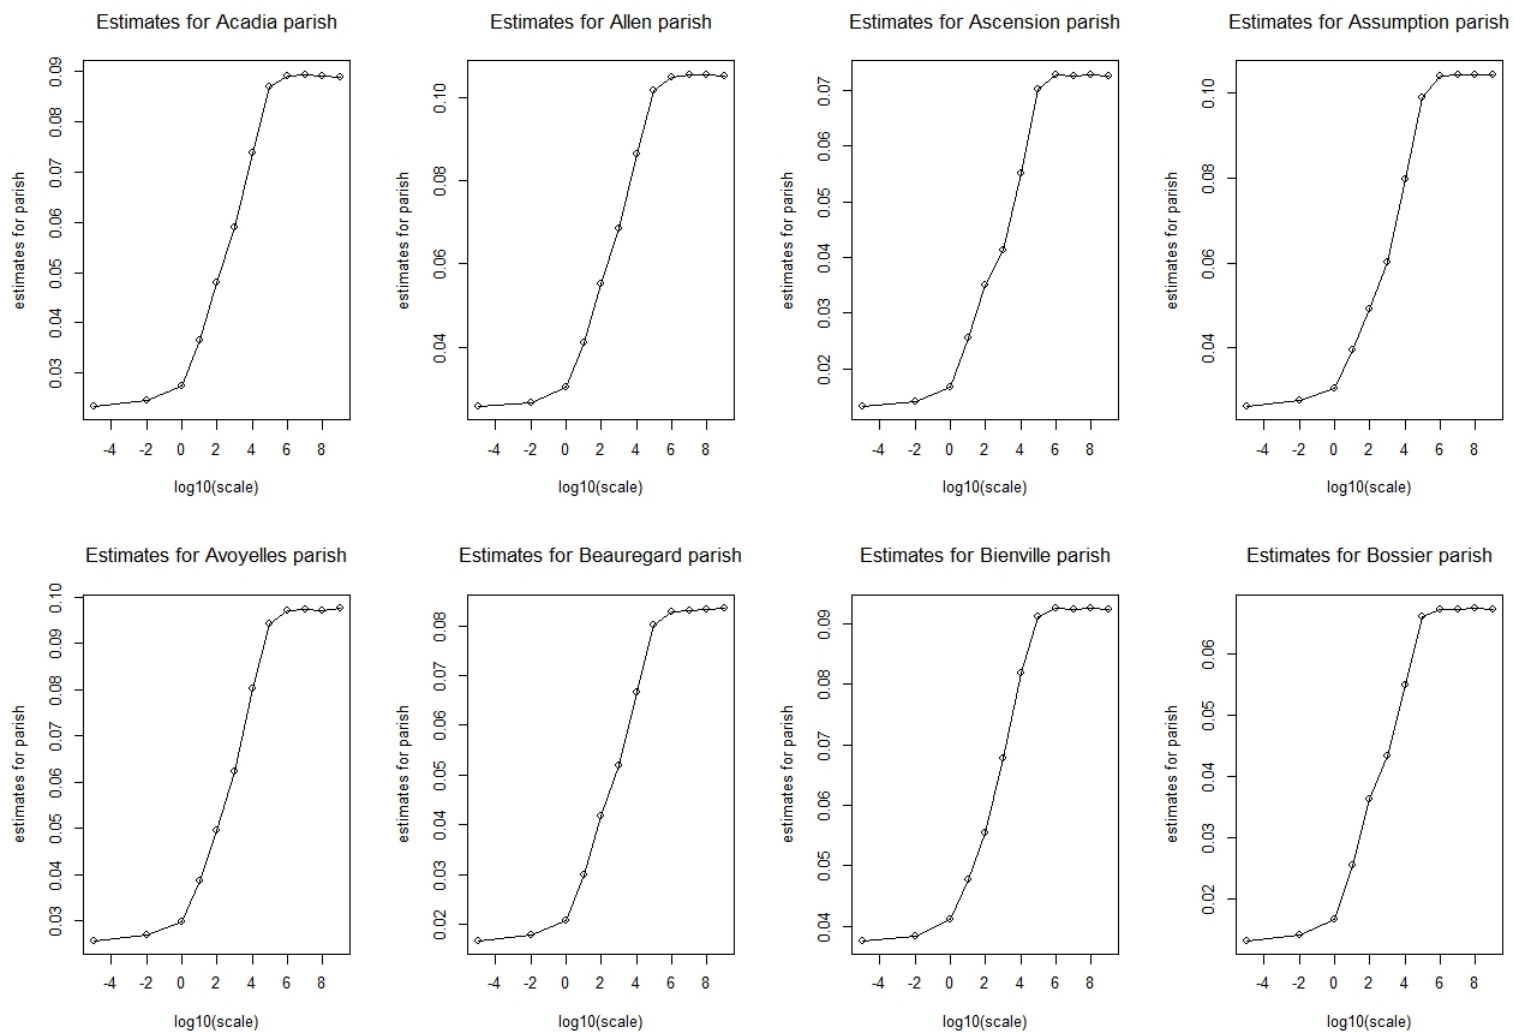 Estimates for Acadia parish
estimates for parish
0.03 0.04 0.05 0.06 0.07 0.08 0.09
-4 -2 0 2 4 6 8
log10(scale)
Estimates for Allen parish
estimates for parish
0.04 0.06 0.08 0.10
-4 -2 0 2 4 6 8
log10(scale)
Estimates for Ascension parish
estimates for parish
0.02 0.03 0.04 0.05 0.06 0.07
-4 -2 0 2 4 6 8
log10(scale)
Estimates for Assumption parish
estimates for parish
0.04 0.06 0.08 0.10
-4 -2 0 2 4 6 8
log10(scale)
Estimates for Avoyelles parish
estimates for parish
0.03 0.04 0.05 0.06 0.07 0.08 0.09 0.10
-4 -2 0 2 4 6 8
log10(scale)
Estimates for Beauregard parish
estimates for parish
0.02 0.03 0.04 0.05 0.06 0.07 0.08
-4 -2 0 2 4 6 8
log10(scale)
Estimates for Bienville parish
estimates for parish
0.04 0.05 0.06 0.07 0.08 0.09
-4 -2 0 2 4 6 8
log10(scale)
Estimates for Bossier parish
estimates for parish
0.02 0.03 0.04 0.05 0.06
-4 -2 0 2 4 6 8
log10(scale)